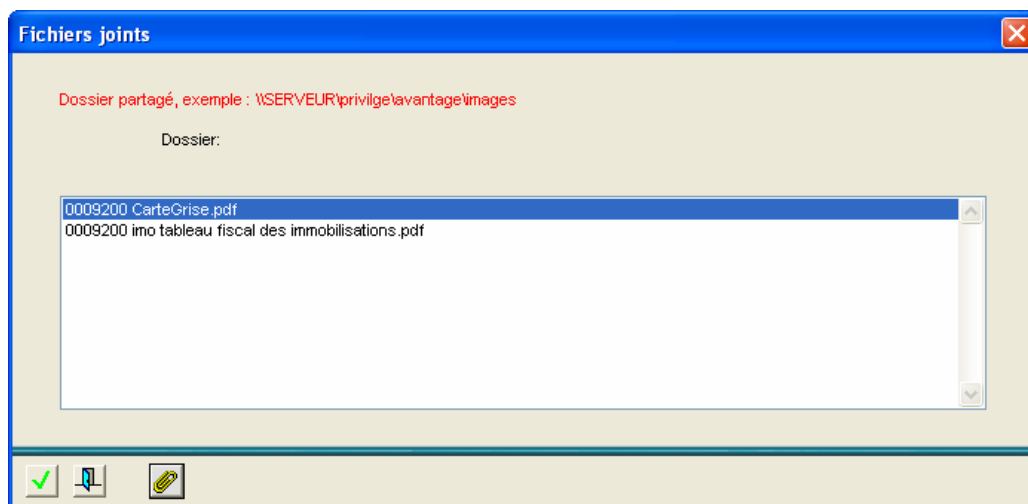 Fichiers joints
Dossier partagé, exemple : \\SERVEUR\privilge\avantage\images
Dossier:
0009200 CarteGrise.pdf
0009200 imo tableau fiscal des immobilisations.pdf